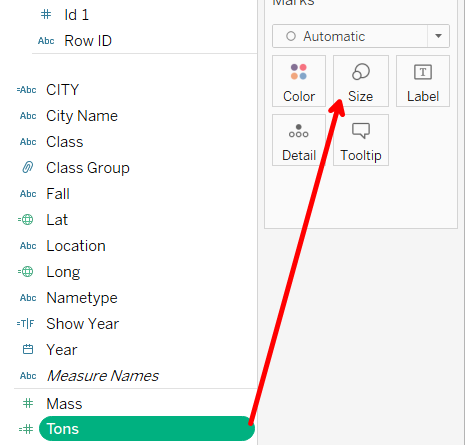 Id 1
Abc Row ID
=Abc CITY
Abc City Name
Abc Class
Class Group
Abc Fall
Lat
Abc Location
Long
Abc Nametype
=T|F Show Year
Year
Abc Measure Names
# Mass
=# Tons
Marks
Automatic
Color Size Label
Detail Tooltip